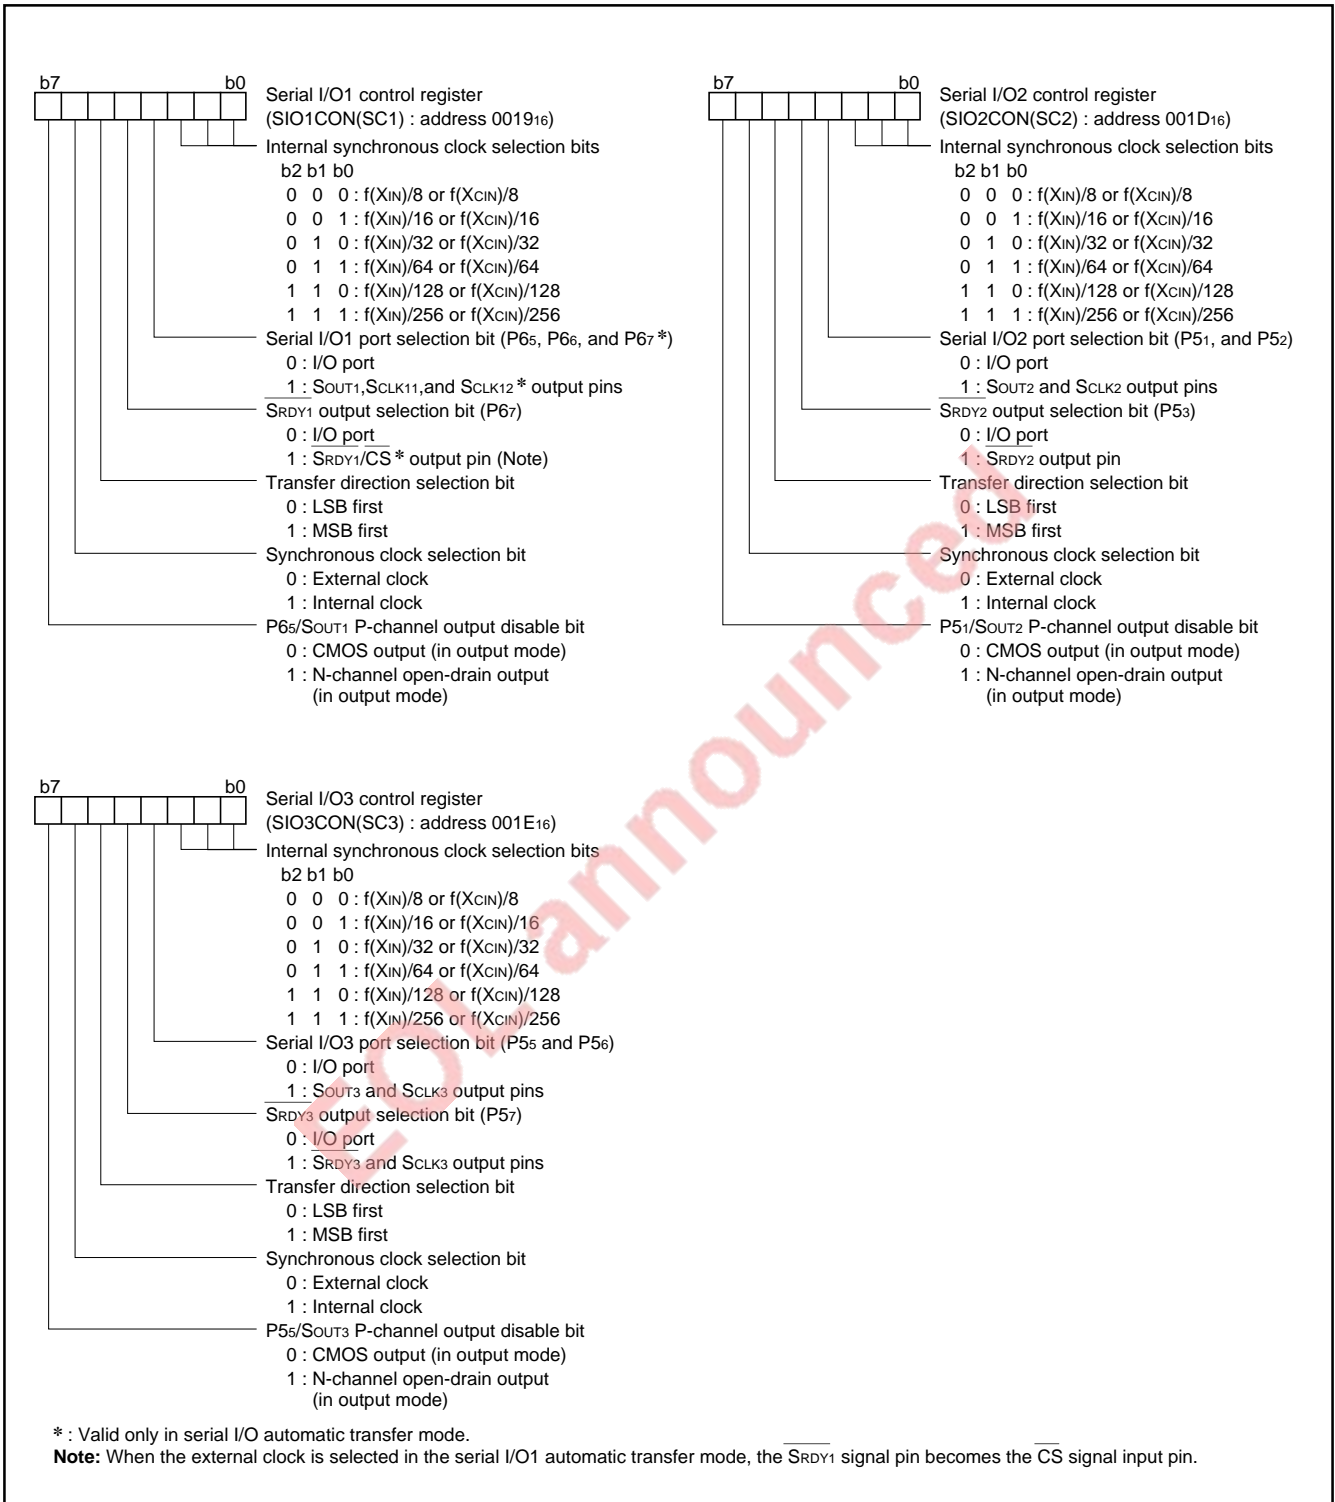 b7 b0
Serial I/O1 control register
(SIO1CON(SC1) : address 001916)
Internal synchronous clock selection bits
b2 b1 b0
0 0 0 : f(XIN)/8 or f(XCIN)/8
0 0 1 : f(XIN)/16 or f(XCIN)/16
0 1 0 : f(XIN)/32 or f(XCIN)/32
0 1 1 : f(XIN)/64 or f(XCIN)/64
1 1 0 : f(XIN)/128 or f(XCIN)/128
1 1 1 : f(XIN)/256 or f(XCIN)/256
Serial I/O1 port selection bit (P65, P66, and P67 *)
0 : I/O port
1 : SOUT1,SCLK11,and SCLK12 * output pins
SRDY1 output selection bit (P67)
0 : I/O port
1 : SRDY1/CS * output pin (Note)
Transfer direction selection bit
0 : LSB first
1 : MSB first
Synchronous clock selection bit
0 : External clock
1 : Internal clock
P65/SOUT1 P-channel output disable bit
0 : CMOS output (in output mode)
1 : N-channel open-drain output
(in output mode)
b7 b0
Serial I/O2 control register
(SIO2CON(SC2) : address 001D16)
Internal synchronous clock selection bits
b2 b1 b0
0 0 0 : f(XIN)/8 or f(XCIN)/8
0 0 1 : f(XIN)/16 or f(XCIN)/16
0 1 0 : f(XIN)/32 or f(XCIN)/32
0 1 1 : f(XIN)/64 or f(XCIN)/64
1 1 0 : f(XIN)/128 or f(XCIN)/128
1 1 1 : f(XIN)/256 or f(XCIN)/256
Serial I/O2 port selection bit (P51, and P52)
0 : I/O port
1 : SOUT2 and SCLK2 output pins
SRDY2 output selection bit (P53)
0 : I/O port
1 : SRDY2 output pin
Transfer direction selection bit
0 : LSB first
1 : MSB first
Synchronous clock selection bit
0 : External clock
1 : Internal clock
P51/SOUT2 P-channel output disable bit
0 : CMOS output (in output mode)
1 : N-channel open-drain output
(in output mode)
b7 b0
Serial I/O3 control register
(SIO3CON(SC3) : address 001E16)
Internal synchronous clock selection bits
b2 b1 b0
0 0 0 : f(XIN)/8 or f(XCIN)/8
0 0 1 : f(XIN)/16 or f(XCIN)/16
0 1 0 : f(XIN)/32 or f(XCIN)/32
0 1 1 : f(XIN)/64 or f(XCIN)/64
1 1 0 : f(XIN)/128 or f(XCIN)/128
1 1 1 : f(XIN)/256 or f(XCIN)/256
Serial I/O3 port selection bit (P55 and P56)
0 : I/O port
1 : SOUT3 and SCLK3 output pins
SRDY3 output selection bit (P57)
0 : I/O port
1 : SRDY3 and SCLK3 output pins
Transfer direction selection bit
0 : LSB first
1 : MSB first
Synchronous clock selection bit
0 : External clock
1 : Internal clock
P55/SOUT3 P-channel output disable bit
0 : CMOS output (in output mode)
1 : N-channel open-drain output
(in output mode)
* : Valid only in serial I/O automatic transfer mode.
Note: When the external clock is selected in the serial I/O1 automatic transfer mode, the SRDY1 signal pin becomes the CS signal input pin.
EOL announced